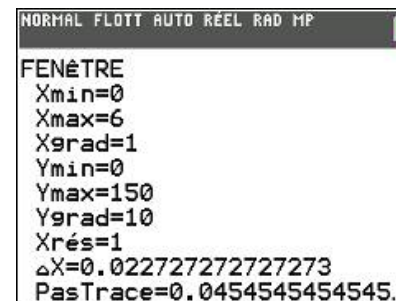 NORMAL FLOTT AUTO RÉEL RAD MP
FENÊTRE
Xmin=0
Xmax=6
Xgrad=1
Ymin=0
Ymax=150
Ygrad=10
Xrés=1
△X=0.022727272727273
PasTrace=0.0454545454545.